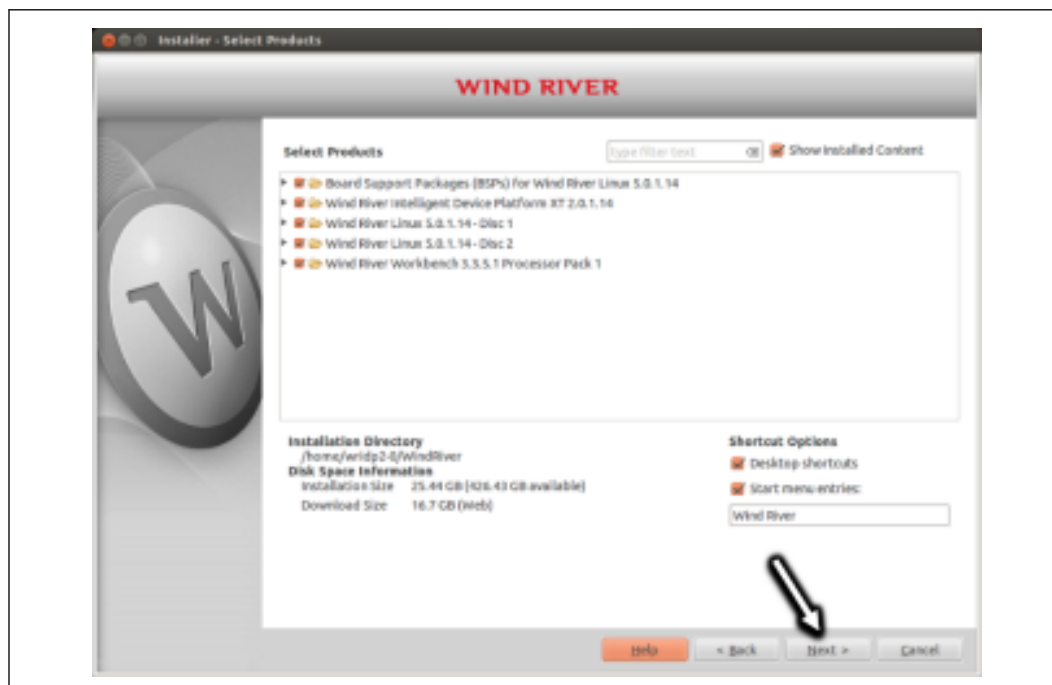 Installer - Select Products
WIND RIVER
Select Products
type filter text
Show Installed Content
Board Support Packages (BSPs) for Wind River Linux 5.0.1.14
Wind River Intelligent Device Platform XT 2.0.1.14
Wind River Linux 5.0.1.14 - Disc 1
Wind River Linux 5.0.1.14 - Disc 2
Wind River Workbench 3.3.5.1 Processor Pack 1
W
Installation Directory
/home/wridp2-0/WindRiver
Disk Space Information
Installation Size 25.44 GB (426.43 GB available)
Download Size 16.7 GB (Web)
Shortcut Options
Desktop shortcuts
Start menu entries:
Wind River
Help
< Back
Next >
Cancel